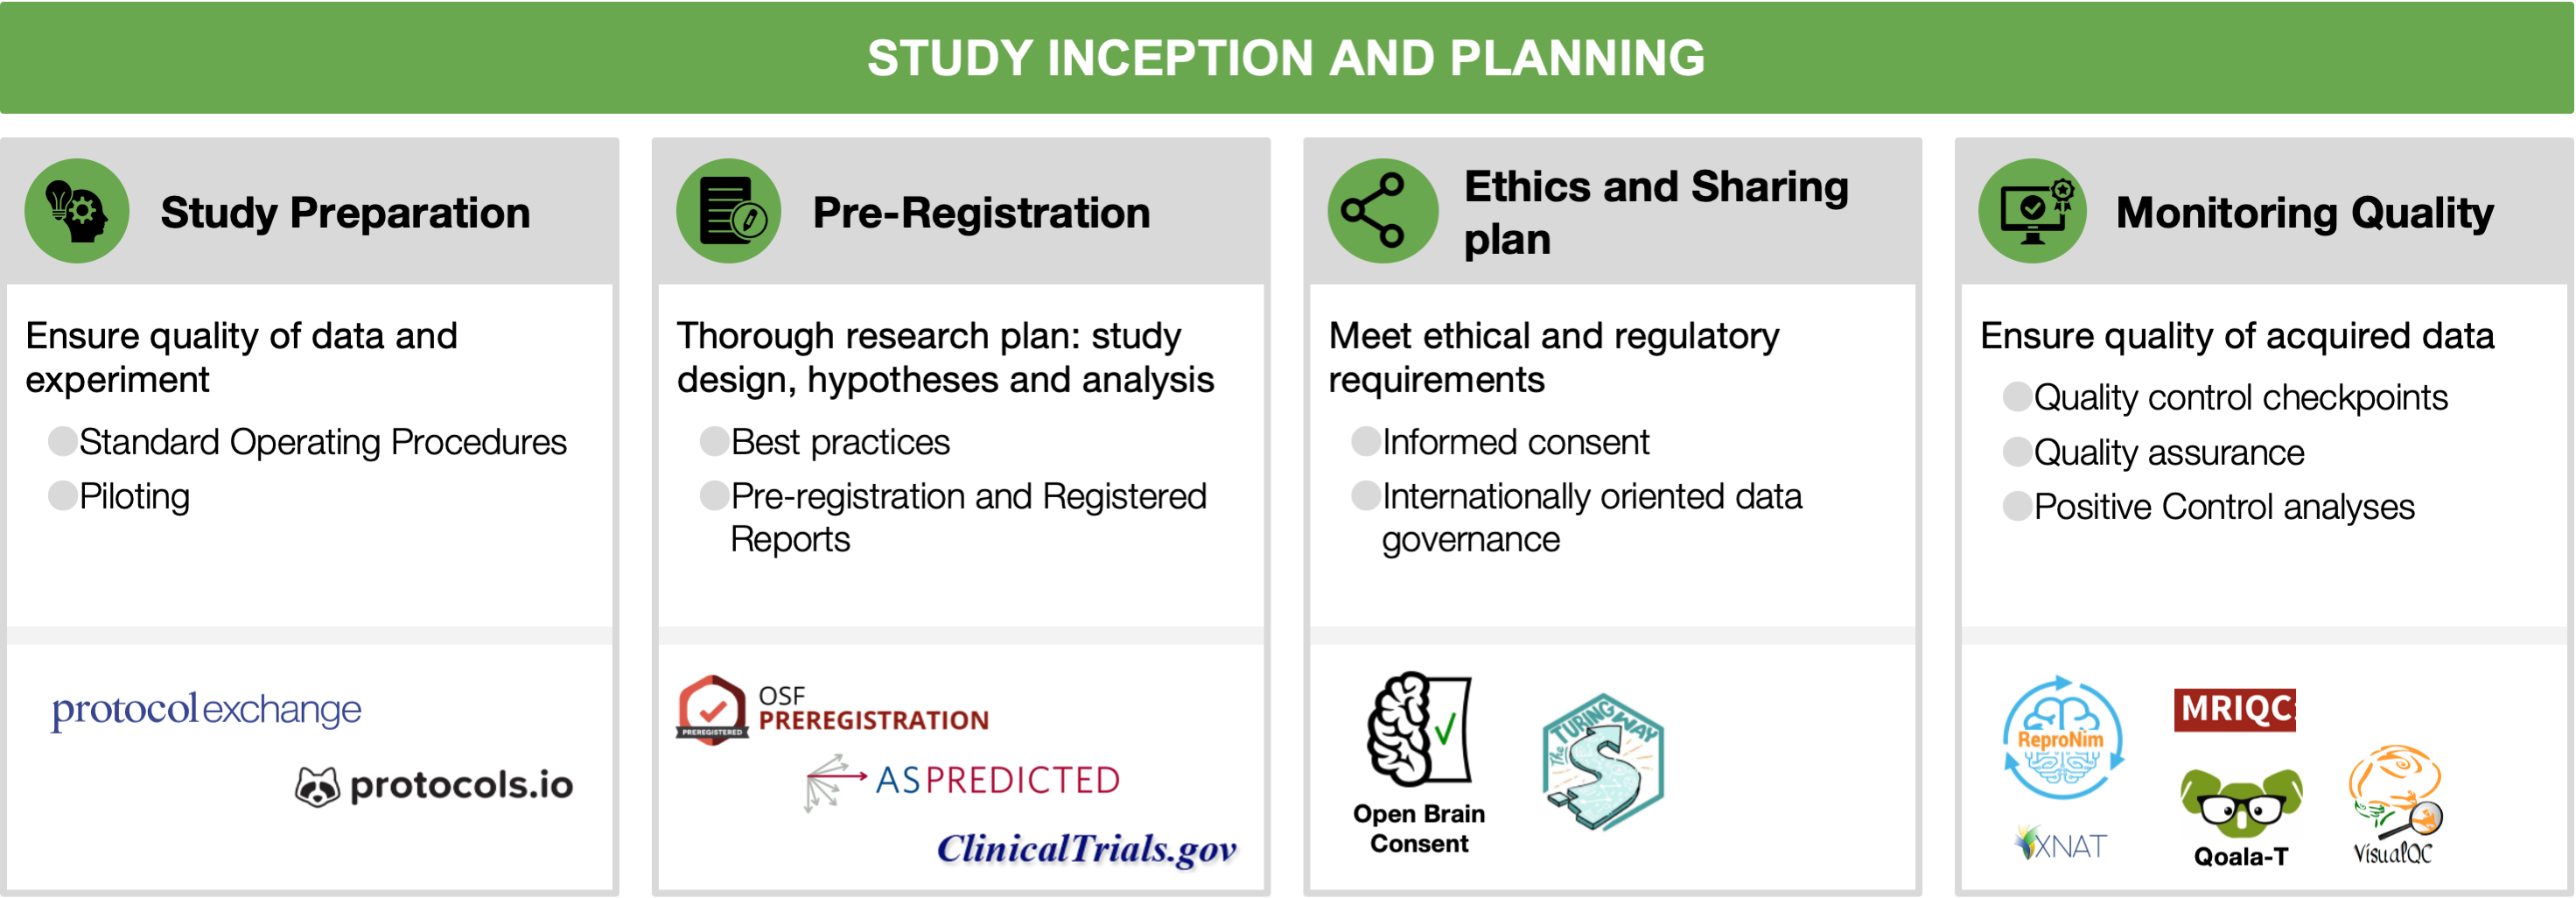 STUDY INCEPTION AND PLANNING
Study Preparation
Ensure quality of data and
experiment
Standard Operating Procedures
Piloting
protocolexchange
protocols.io
Pre-Registration
Thorough research plan: study
design, hypotheses and analysis
Best practices
Pre-registration and Registered
Reports
PREREGISTERED
OSF
PREREGISTRATION
ASPREDICTED
ClinicalTrials.gov
Ethics and Sharing
plan
Meet ethical and regulatory
requirements
Informed consent
Internationally oriented data
governance
Open Brain
Consent
THE TURING WAY
Monitoring Quality
Ensure quality of acquired data
Quality control checkpoints
Quality assurance
Positive Control analyses
ReproNim
MRIQC
XNAT
Qoala-T
VisualQC